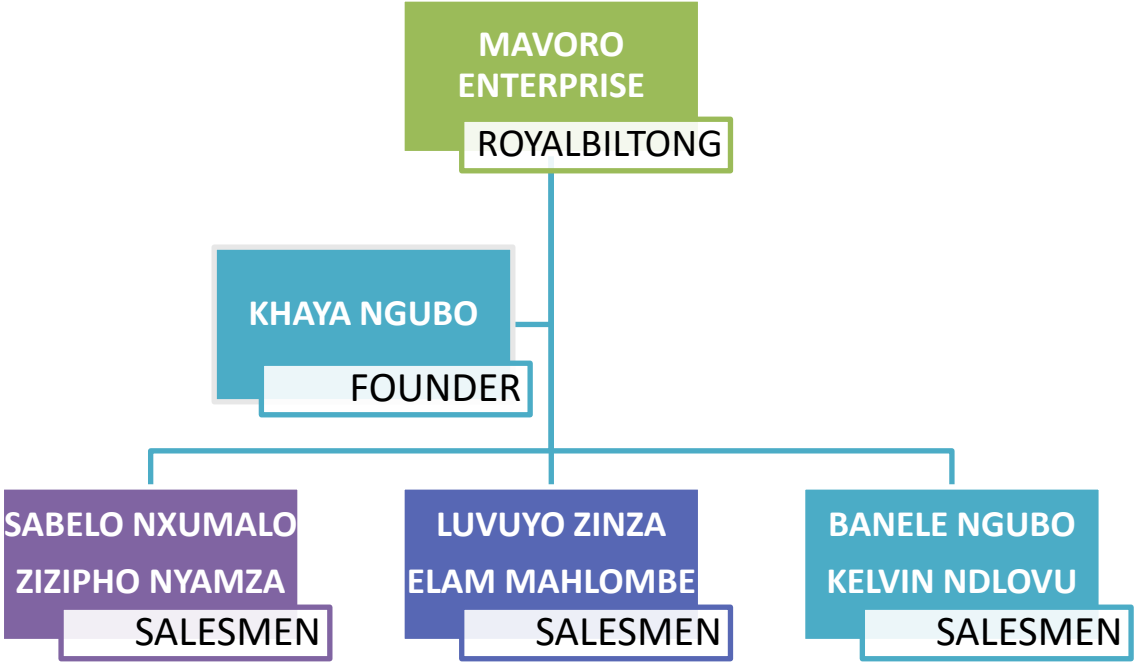 MAVORO
ENTERPRISE
ROYALBILTONG
KHAYA NGUBO
FOUNDER
SABELO NXUMALO
ZIZIPHO NYAMZA
SALESMEN
LUVUYO ZINZA
ELAM MAHLOMBE
SALESMEN
BANELE NGUBO
KELVIN NDLOVU
SALESMEN